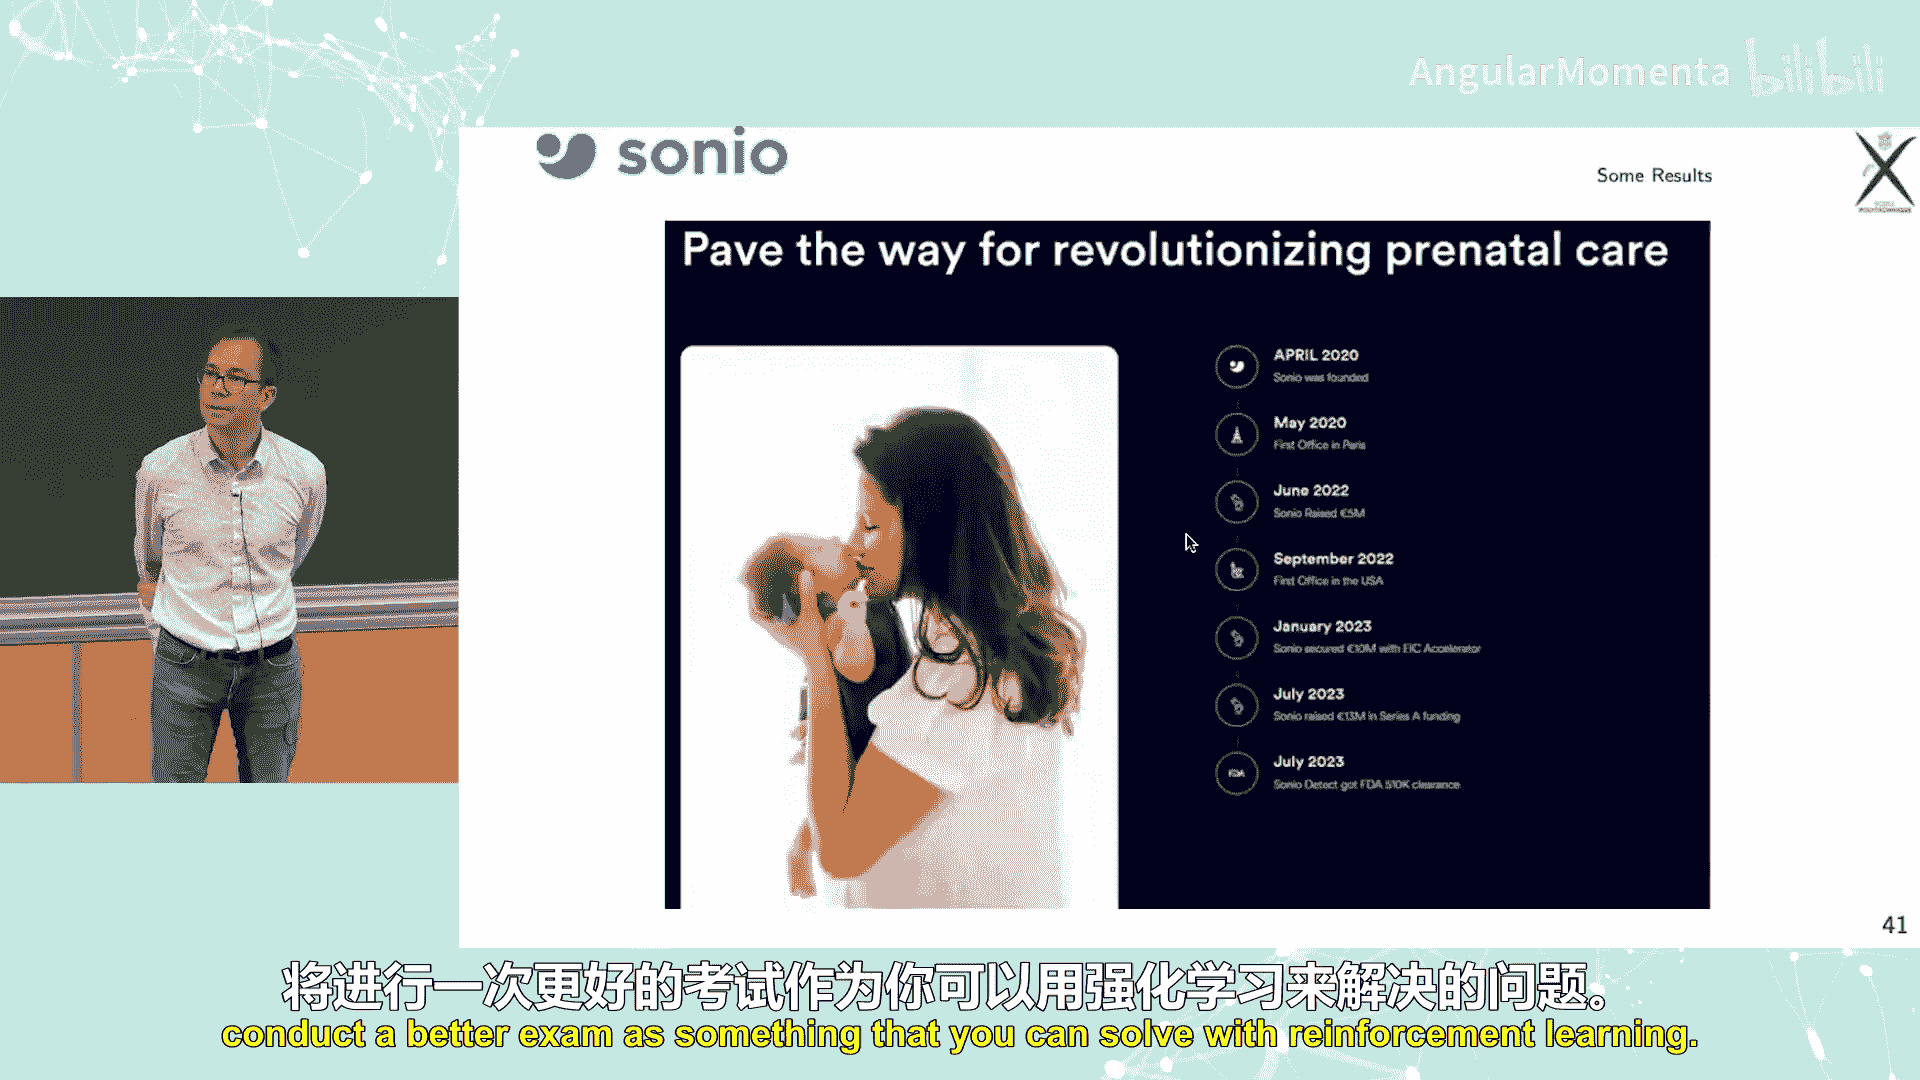 AngularMomenta bilibili
sonio
Some Results
Pave the way for revolutionizing prenatal care
APRIL 2020
Sonio was founded
May 2020
First Office in Paris
June 2022
Sonio Raised €5M
September 2022
First Office in the USA
January 2023
Sonio secured €10M with EIC Accelerator
July 2023
Sonio raised €13M in Series A funding
FDA
July 2023
Sonio Detect got FDA 510K clearance
41
将进行一次更好的考试作为你可以用强化学习来解决的问题。
conduct a better exam as something that you can solve with reinforcement learning.